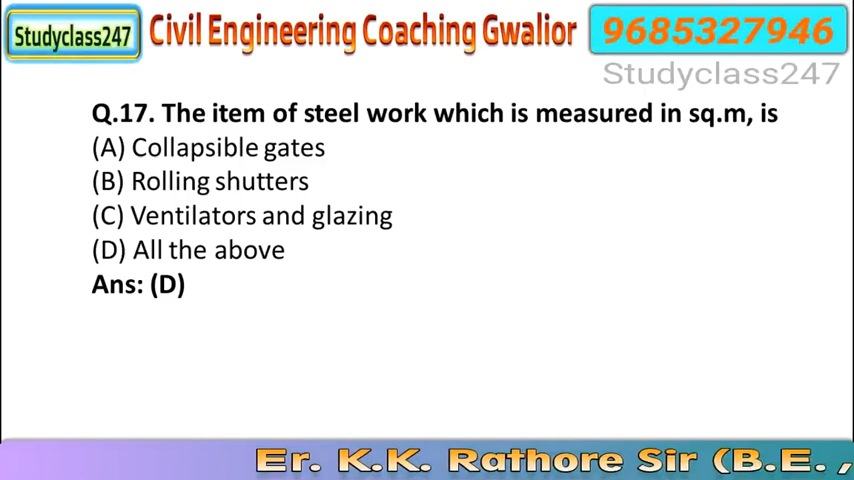 Studyclass247 Civil Engineering Coaching Gwalior 9685327946
Studyclass247
Q.17. The item of steel work which is measured in sq.m, is
(A) Collapsible gates
(B) Rolling shutters
(C) Ventilators and glazing
(D) All the above
Ans: (D)
Er. K.K. Rathore Sir (B.E. ,